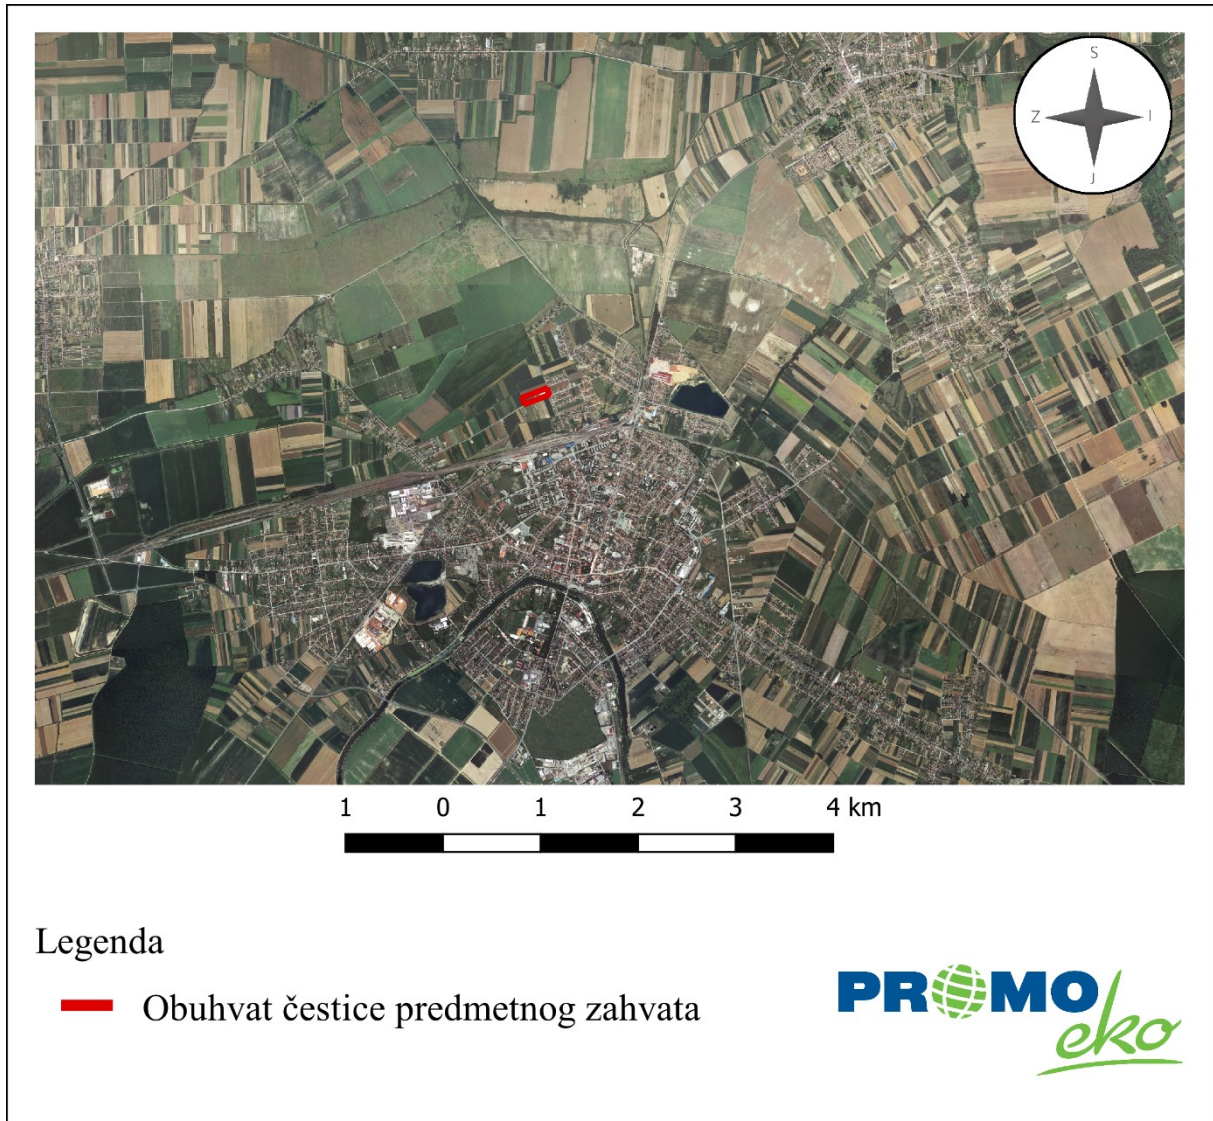 S
Z I
J
1 0 1 2 3 4 km
Legenda
Obuhvat čestice predmetnog zahvata
PROMO
eko